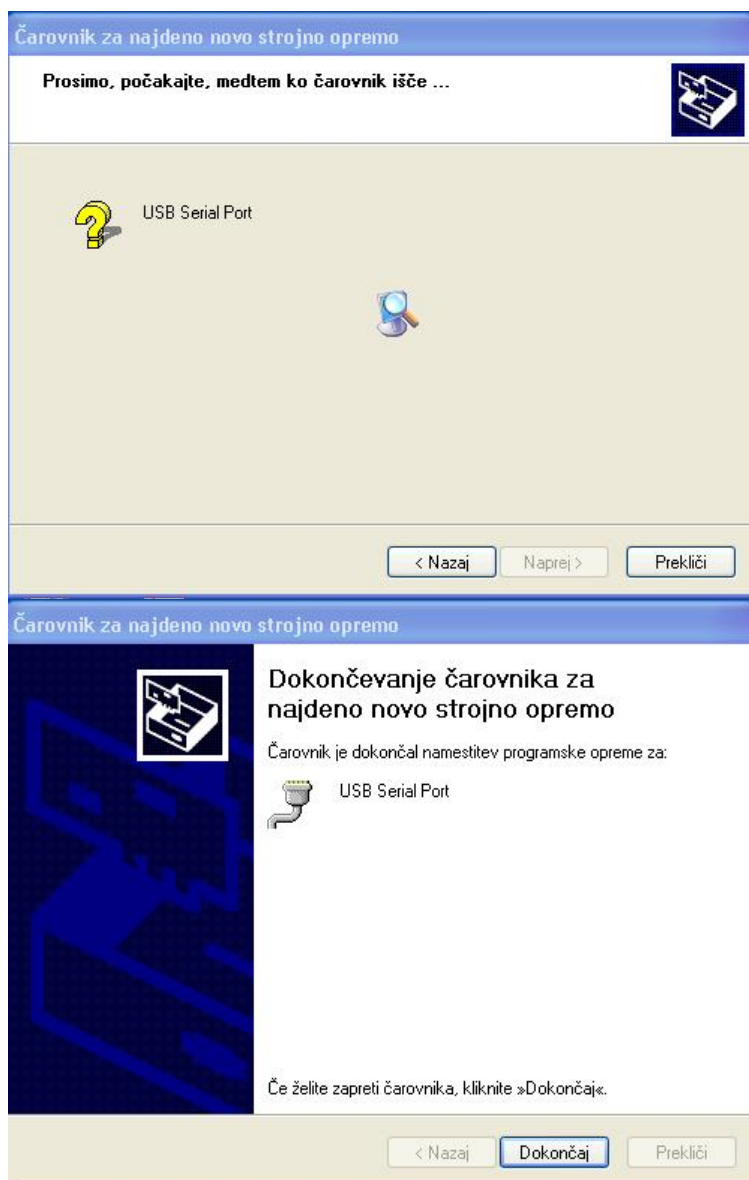 Čarovnik za najdeno novo strojno opremo
Prosimo, počakajte, medtem ko čarovnik išče ...
USB Serial Port
< Nazaj
Naprej >
Prekliči
Čarovnik za najdeno novo strojno opremo
Dokončevanje čarovnika za
najdeno novo strojno opremo
Čarovnik je dokončal namestitev programske opreme za:
USB Serial Port
Če želite zapreti čarovnika, kliknite »Dokončaj«.
< Nazaj
Dokončaj
Prekliči